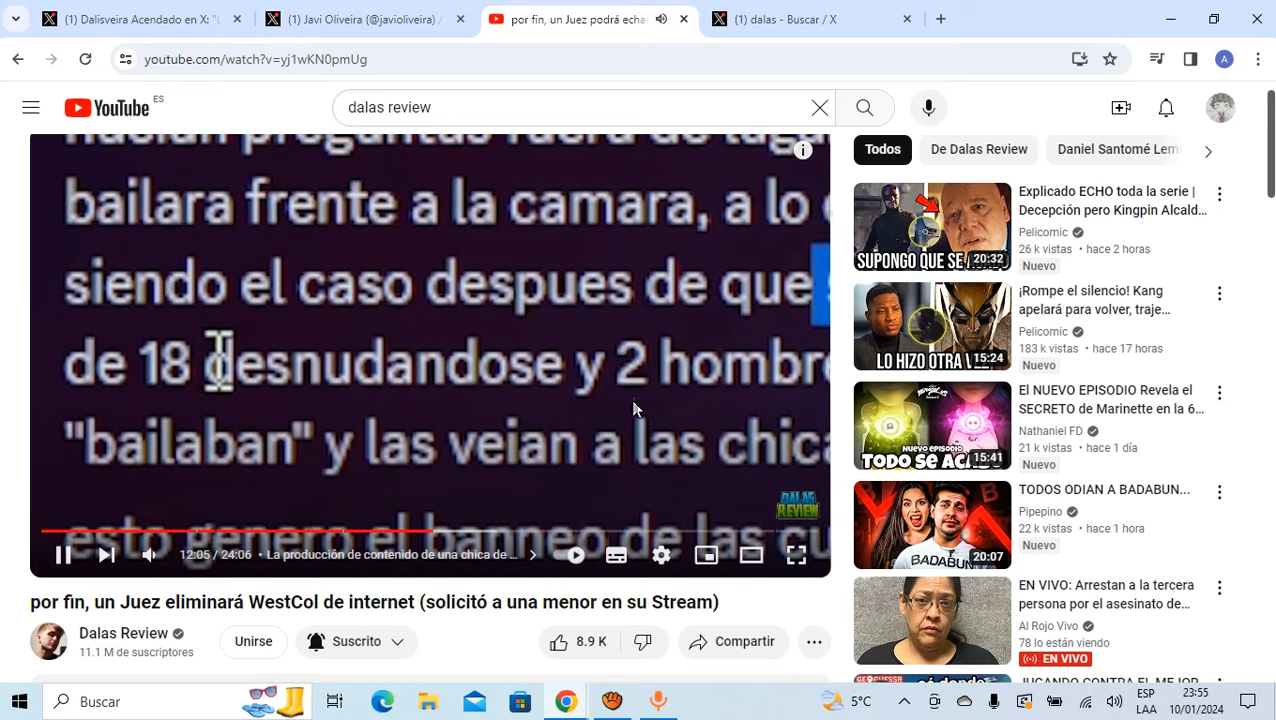 Dalisveira Acendado en X: "L
(1) Javi Oliveira (@javioliveira) /
por fin, un Juez podrá echar
(1) dalas - Buscar / X
youtube.com/watch?v=yj1wKN0pmUg
YouTube ES
dalas review
bailara frente a la camara, a lo
siendo el caso despues de que
de 18 desnudandose y 2 hombre
"bailaban" y las veian a las chica
DALAS REVIEW
12:05 / 24:06 • La producción de contenido de una chica de ...
por fin, un Juez eliminará WestCol de internet (solicitó a una menor en su Stream)
Dalas Review
11.1 M de suscriptores
Unirse
Suscrito
8.9 K
Compartir
Todos
De Dalas Review
Daniel Santomé Lem
SUPONGO QUE SE
20:32
Explicado ECHO toda la serie |
Decepción pero Kingpin Alcald...
Pelicomic
26 k vistas • hace 2 horas
Nuevo
LO HIZO OTRA VEZ
15:24
¡Rompe el silencio! Kang
apelará para volver, traje...
Pelicomic
183 k vistas • hace 17 horas
Nuevo
NUEVO EPISODIO
TODO SE
15:41
El NUEVO EPISODIO Revela el
SECRETO de Marinette en la 6...
Nathaniel FD
21 k vistas • hace 1 día
Nuevo
BADABUN
20:07
TODOS ODIAN A BADABUN...
Pipepino
22 k vistas • hace 1 hora
Nuevo
EN VIVO: Arrestan a la tercera
persona por el asesinato de...
Al Rojo Vivo
78 lo están viendo
EN VIVO
JUGANDO CONTRA EL MEJOR
Buscar
5°C
ESP
LAA
23:55
10/01/2024